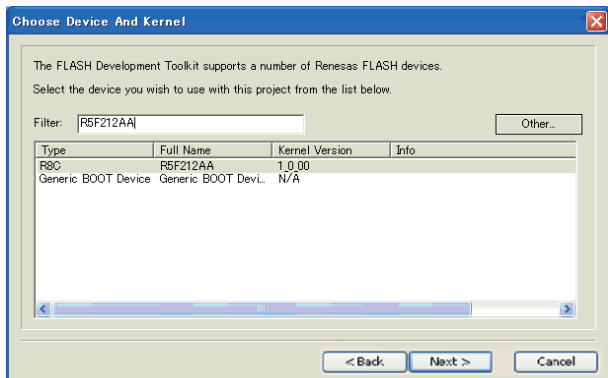 Choose Device And Kernel
The FLASH Development Toolkit supports a number of Renesas FLASH devices.
Select the device you wish to use with this project from the list below.
Filter: R5F212AA Other...
Type Full Name Kernel Version Info
R8C R5F212AA 1_0_00
Generic BOOT Device Generic BOOT Devi... N/A
< Back Next > Cancel